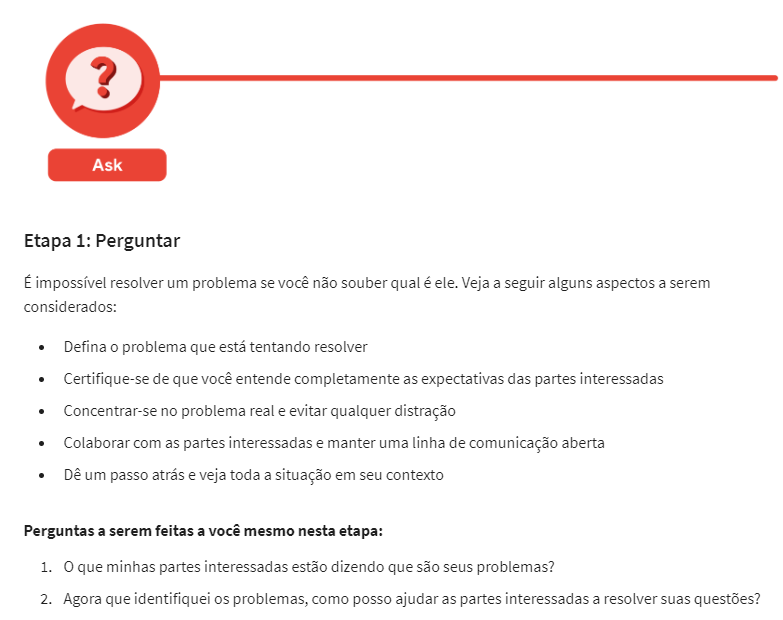 ?
Ask
Etapa 1: Perguntar
É impossível resolver um problema se você não souber qual é ele. Veja a seguir alguns aspectos a serem
considerados:
• Defina o problema que está tentando resolver
• Certifique-se de que você entende completamente as expectativas das partes interessadas
• Concentrar-se no problema real e evitar qualquer distração
• Colaborar com as partes interessadas e manter uma linha de comunicação aberta
• Dê um passo atrás e veja toda a situação em seu contexto
Perguntas a serem feitas a você mesmo nesta etapa:
1. O que minhas partes interessadas estão dizendo que são seus problemas?
2. Agora que identifiquei os problemas, como posso ajudar as partes interessadas a resolver suas questões?